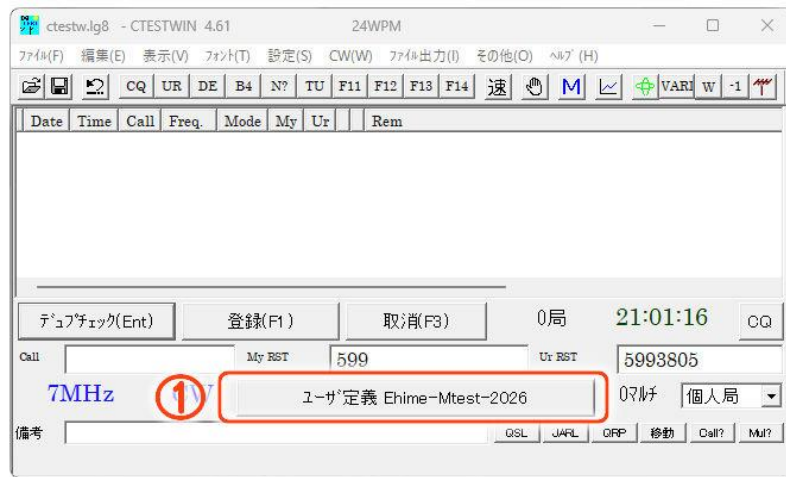 ctestw.lg8 - CTESTWIN 4.61 24WPM
ﾌｧｲﾙ(F) 編集(E) 表示(V) ﾌｫﾝﾄ(T) 設定(S) CW(W) ﾌｧｲﾙ出力(I) その他(O) ﾍﾙﾌﾟ(H)
CQ UR DE B4 N? TU F11 F12 F13 F14 速 M VARI W -1
Date Time Call Freq. Mode My Ur Rem
ﾃﾞｭﾌﾟﾁｪｯｸ(Ent) 登録(F1) 取消(F3) 0局 21:01:16 CQ
Call My RST 599 Ur RST 5993805
7MHz CW ① ﾕｰｻﾞ定義 Ehime-Mtest-2026 0ﾏﾙﾁ 個人局
備考 QSL JARL QRP 移動 Call? Mul?